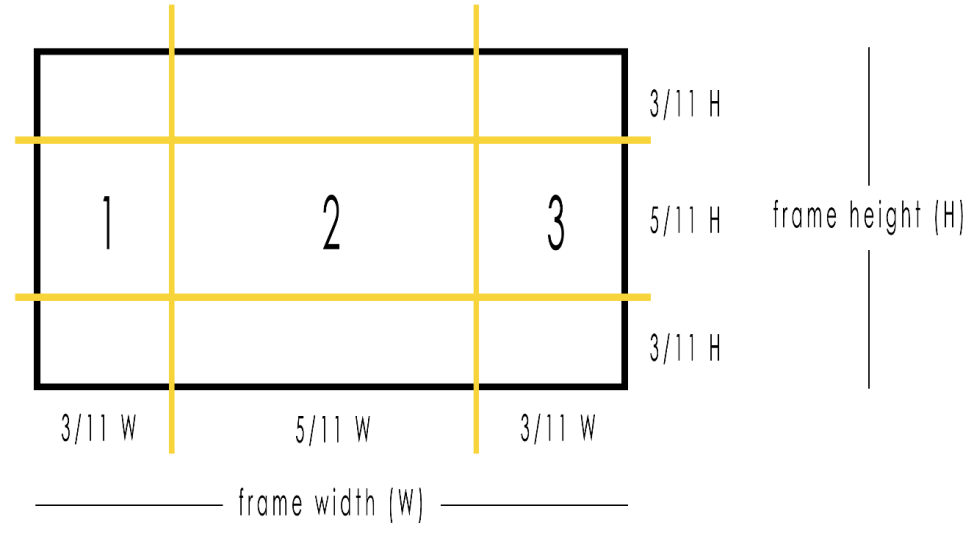 3/11 H
1
2
3
5/11 H
frame height (H)
3/11 H
3/11 W
5/11 W
3/11 W
frame width (W)